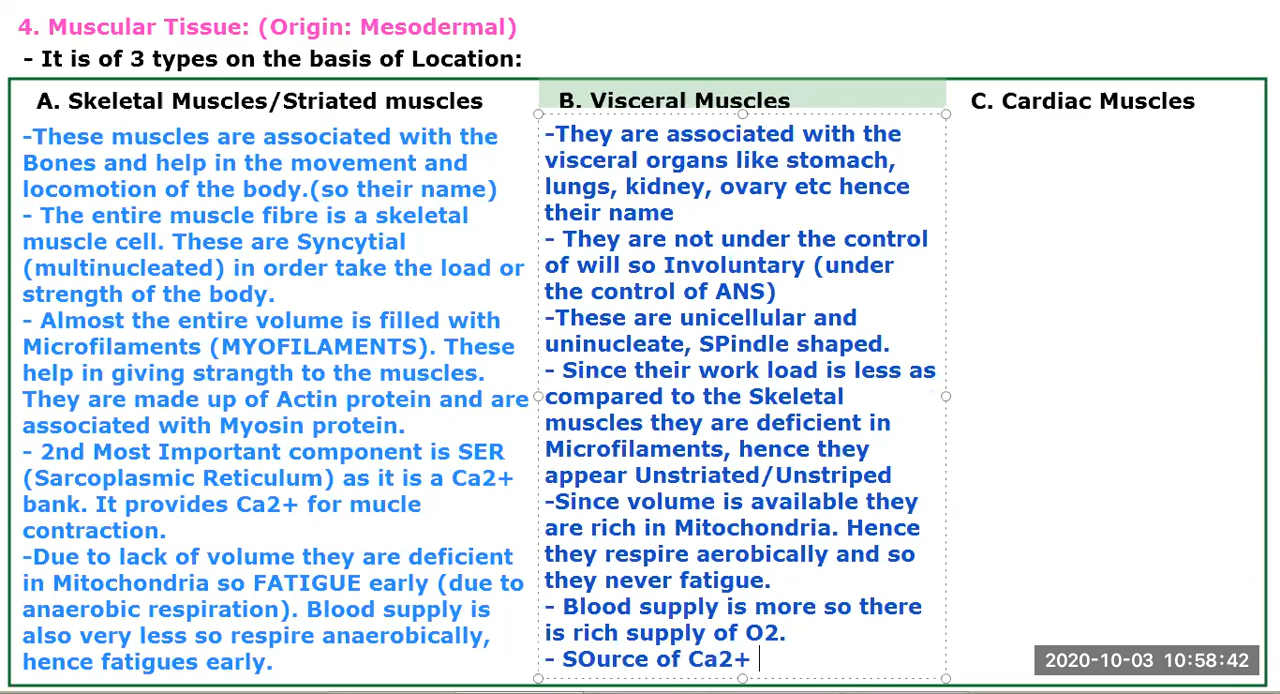 4. Muscular Tissue: (Origin: Mesodermal)
- It is of 3 types on the basis of Location:
A. Skeletal Muscles/Striated muscles
-These muscles are associated with the
Bones and help in the movement and
locomotion of the body.(so their name)
- The entire muscle fibre is a skeletal
muscle cell. These are Syncytial
(multinucleated) in order take the load or
strength of the body.
- Almost the entire volume is filled with
Microfilaments (MYOFILAMENTS). These
help in giving strangth to the muscles.
They are made up of Actin protein and are
associated with Myosin protein.
- 2nd Most Important component is SER
(Sarcoplasmic Reticulum) as it is a Ca2+
bank. It provides Ca2+ for mucle
contraction.
-Due to lack of volume they are deficient
in Mitochondria so FATIGUE early (due to
anaerobic respiration). Blood supply is
also very less so respire anaerobically,
hence fatigues early.
B. Visceral Muscles
-They are associated with the
visceral organs like stomach,
lungs, kidney, ovary etc hence
their name
- They are not under the control
of will so Involuntary (under
the control of ANS)
-These are unicellular and
uninucleate, SPindle shaped.
- Since their work load is less as
compared to the Skeletal
muscles they are deficient in
Microfilaments, hence they
appear Unstriated/Unstriped
-Since volume is available they
are rich in Mitochondria. Hence
they respire aerobically and so
they never fatigue.
- Blood supply is more so there
is rich supply of O2.
- SOurce of Ca2+
C. Cardiac Muscles
2020-10-03 10:58:42